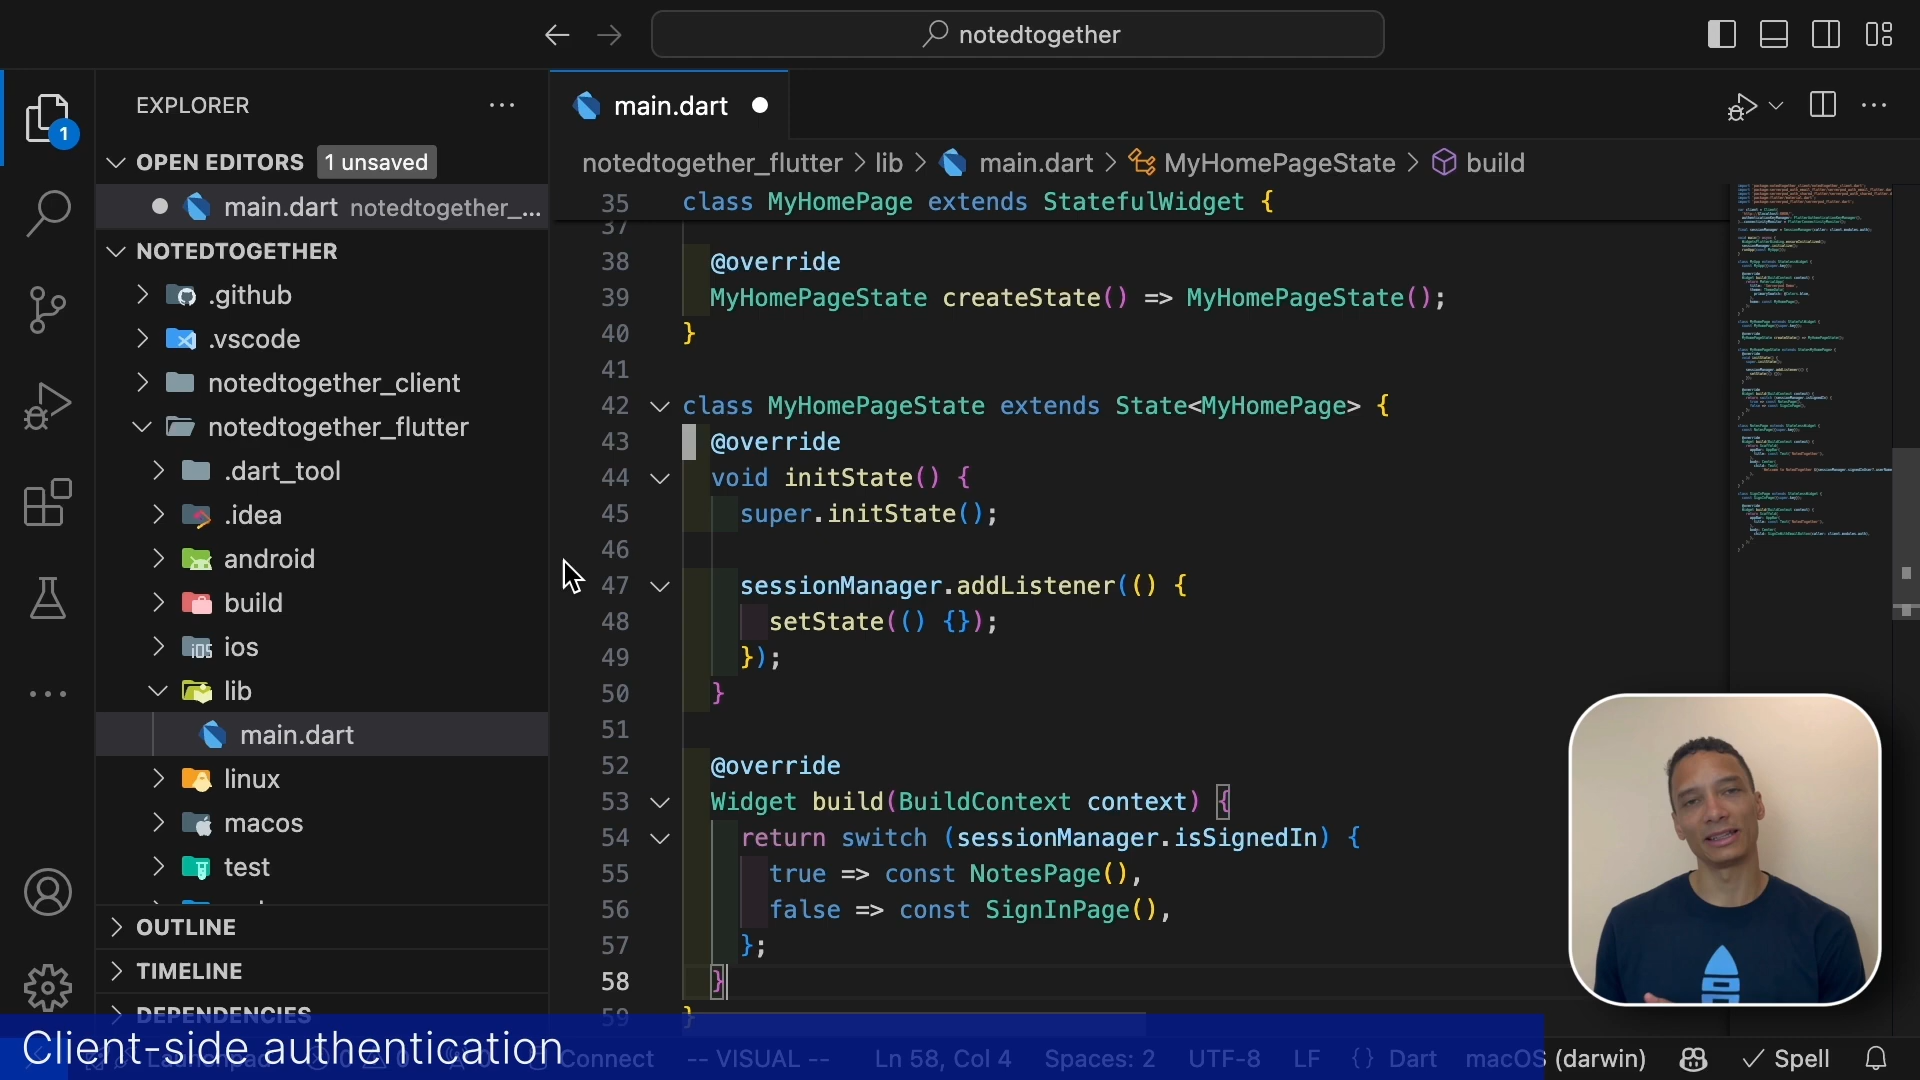 notedtogether
EXPLORER
1
OPEN EDITORS 1 unsaved
main.dart notedtogether_...
NOTEDTOGETHER
.github
.vscode
notedtogether_client
notedtogether_flutter
.dart_tool
.idea
android
build
ios
lib
main.dart
linux
macos
test
OUTLINE
TIMELINE
DEPENDENCIES
main.dart
notedtogether_flutter > lib > main.dart > MyHomePageState > build
35 class MyHomePage extends StatefulWidget {
37
38 @override
39 MyHomePageState createState() => MyHomePageState();
40 }
41
42 class MyHomePageState extends State<MyHomePage> {
43 @override
44 void initState() {
45 super.initState();
46
47 sessionManager.addListener(() {
48 setState(() {});
49 });
50 }
51
52 @override
53 Widget build(BuildContext context) {
54 return switch (sessionManager.isSignedIn) {
55 true => const NotesPage(),
56 false => const SignInPage(),
57 };
58 }
59 }
Client-side authentication
Connect -- VISUAL -- Ln 58, Col 4 Spaces: 2 UTF-8 LF {} Dart macOS (darwin) Spell